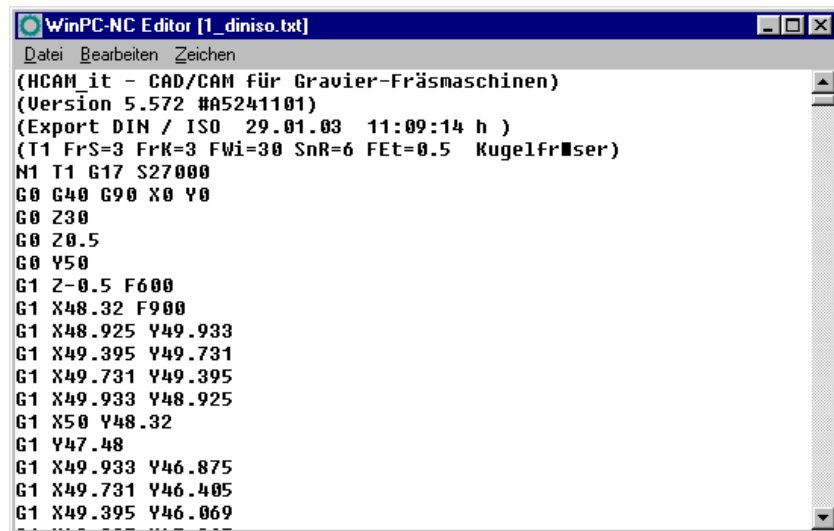 WinPC-NC Editor [1_diniso.txt]
Datei Bearbeiten Zeichen
(HCAM_it - CAD/CAM für Gravier-Fräsmaschinen)
(Version 5.572 #A5241101)
(Export DIN / ISO 29.01.03 11:09:14 h )
(T1 FrS=3 FrK=3 FWi=30 SnR=6 FEt=0.5 Kugelfr■ser)
N1 T1 G17 S27000
G0 G40 G90 X0 Y0
G0 Z30
G0 Z0.5
G0 Y50
G1 Z-0.5 F600
G1 X48.32 F900
G1 X48.925 Y49.933
G1 X49.395 Y49.731
G1 X49.731 Y49.395
G1 X49.933 Y48.925
G1 X50 Y48.32
G1 Y47.48
G1 X49.933 Y46.875
G1 X49.731 Y46.405
G1 X49.395 Y46.069